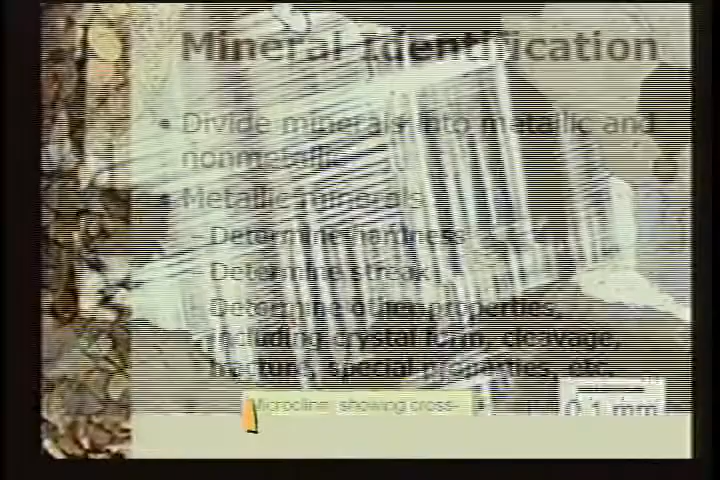 Mineral Identification
• Divide minerals into metallic and
nonmetallic
• Metallic minerals
– Determine hardness
– Determine streak
– Determine other properties,
including crystal form, cleavage,
fracture, special properties, etc.
Microcline showing cross-
0.1 mm